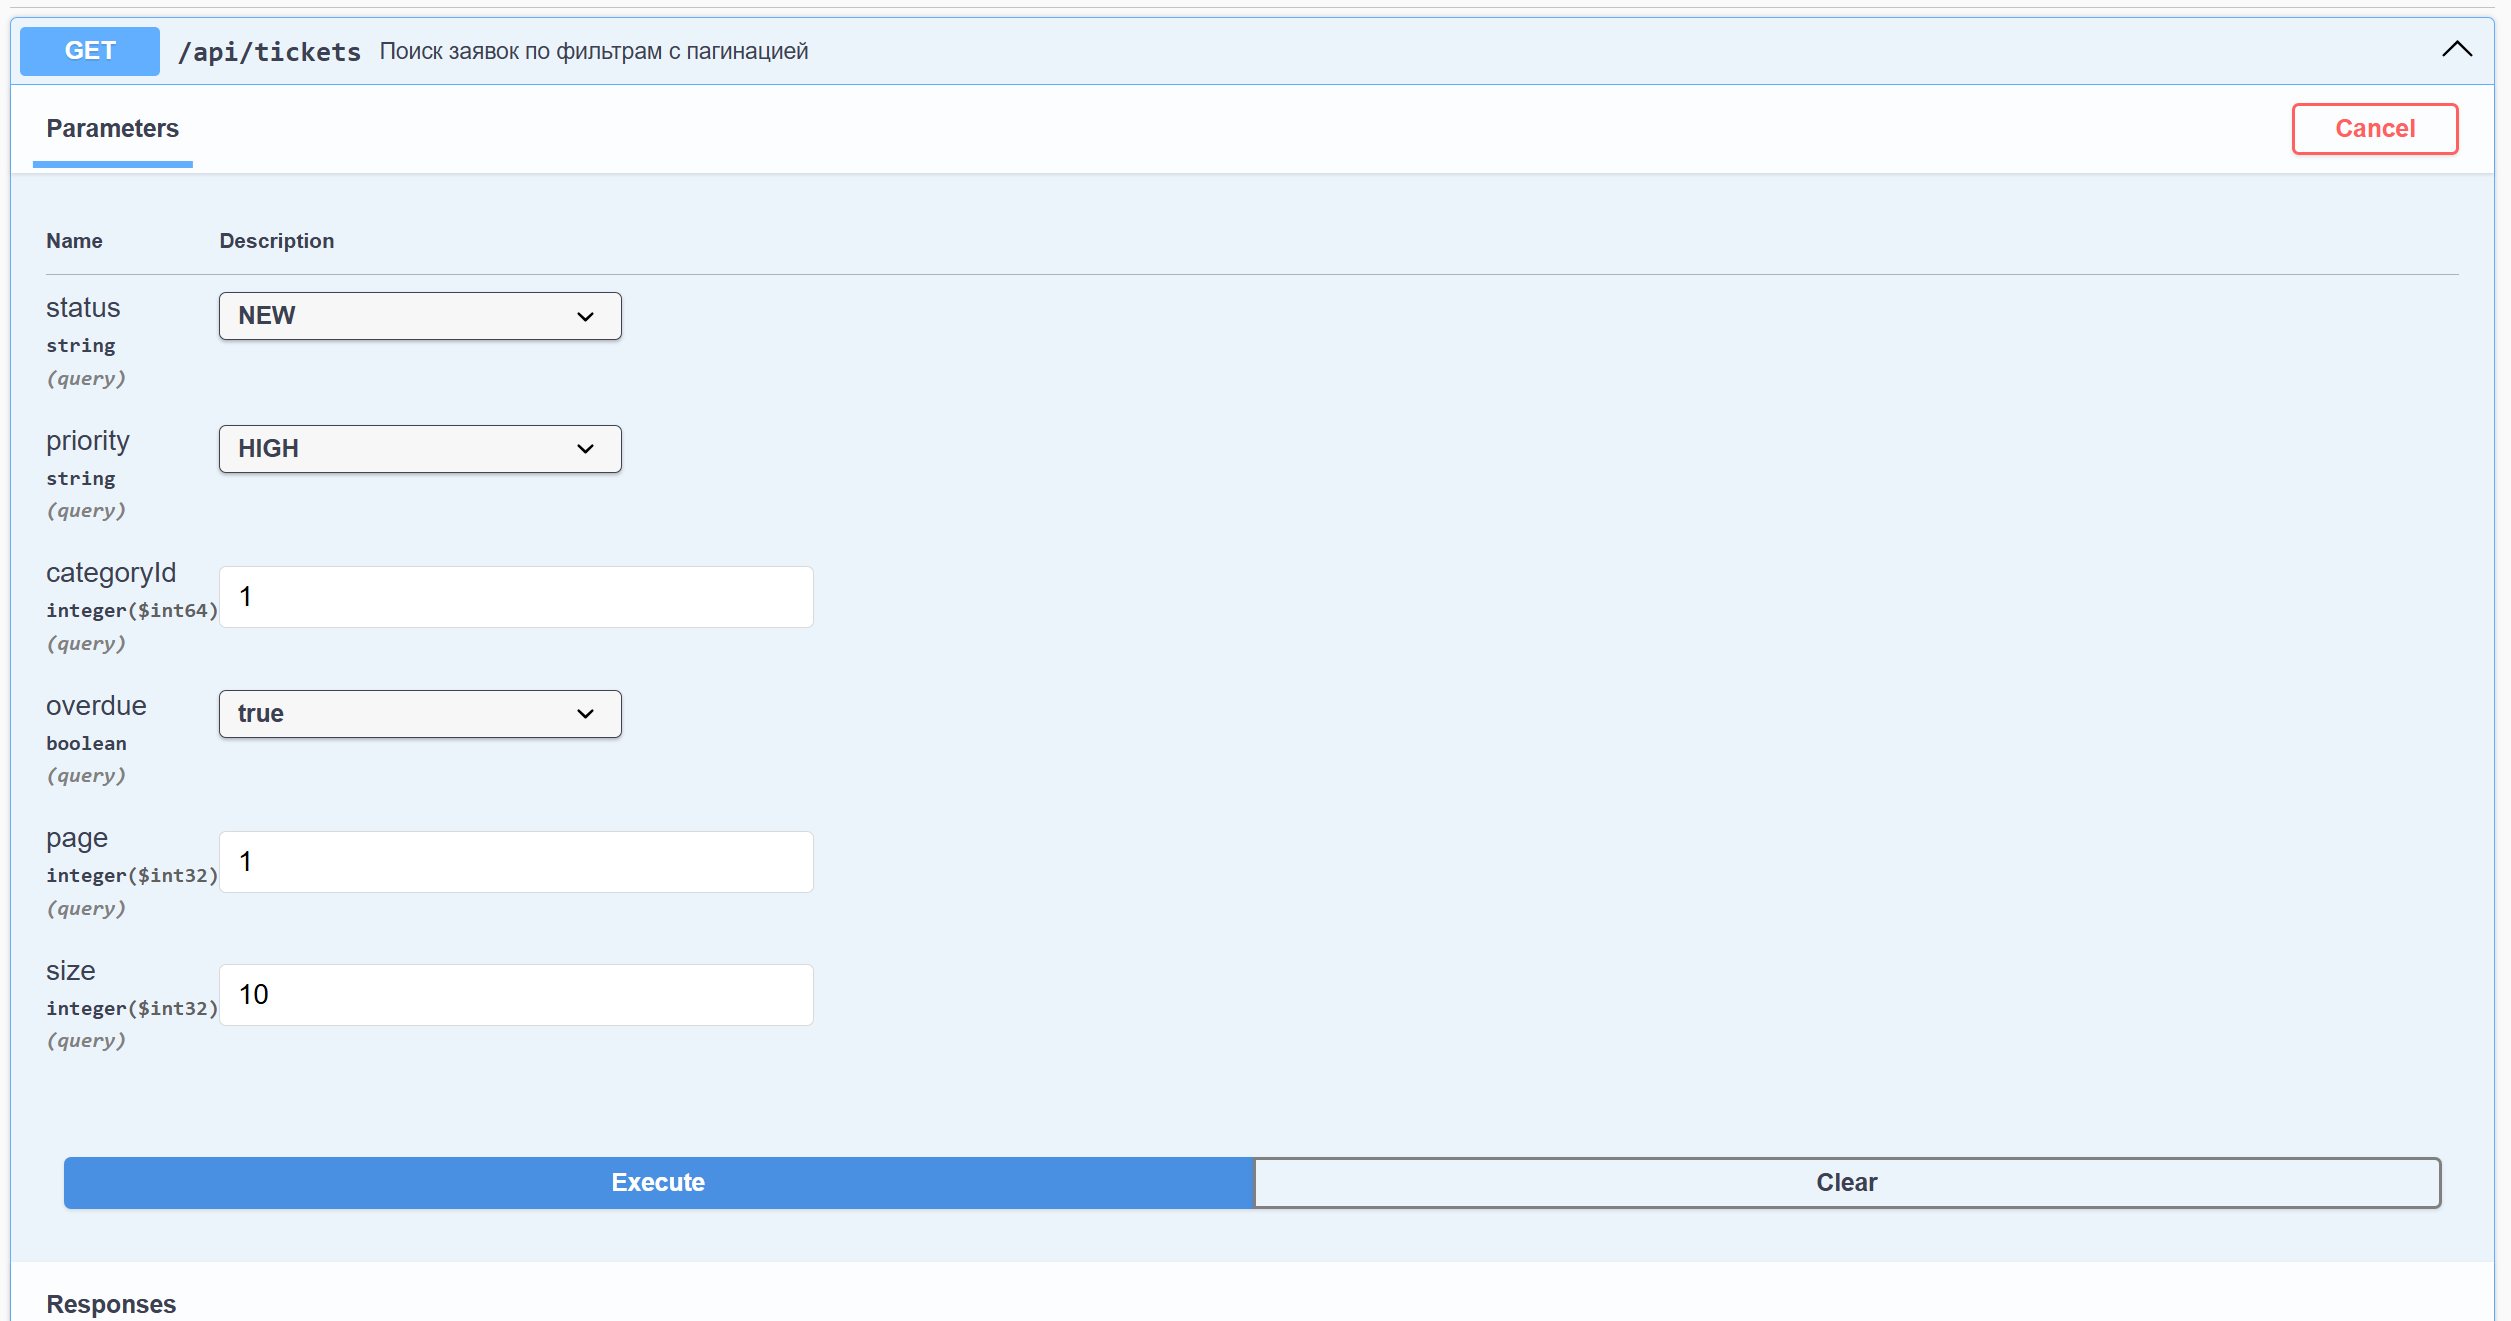 GET /api/tickets Поиск заявок по фильтрам с пагинацией
Parameters Cancel
Name Description
status NEW
string
(query)
priority HIGH
string
(query)
categoryId 1
integer($int64)
(query)
overdue true
boolean
(query)
page 1
integer($int32)
(query)
size 10
integer($int32)
(query)
Execute Clear
Responses